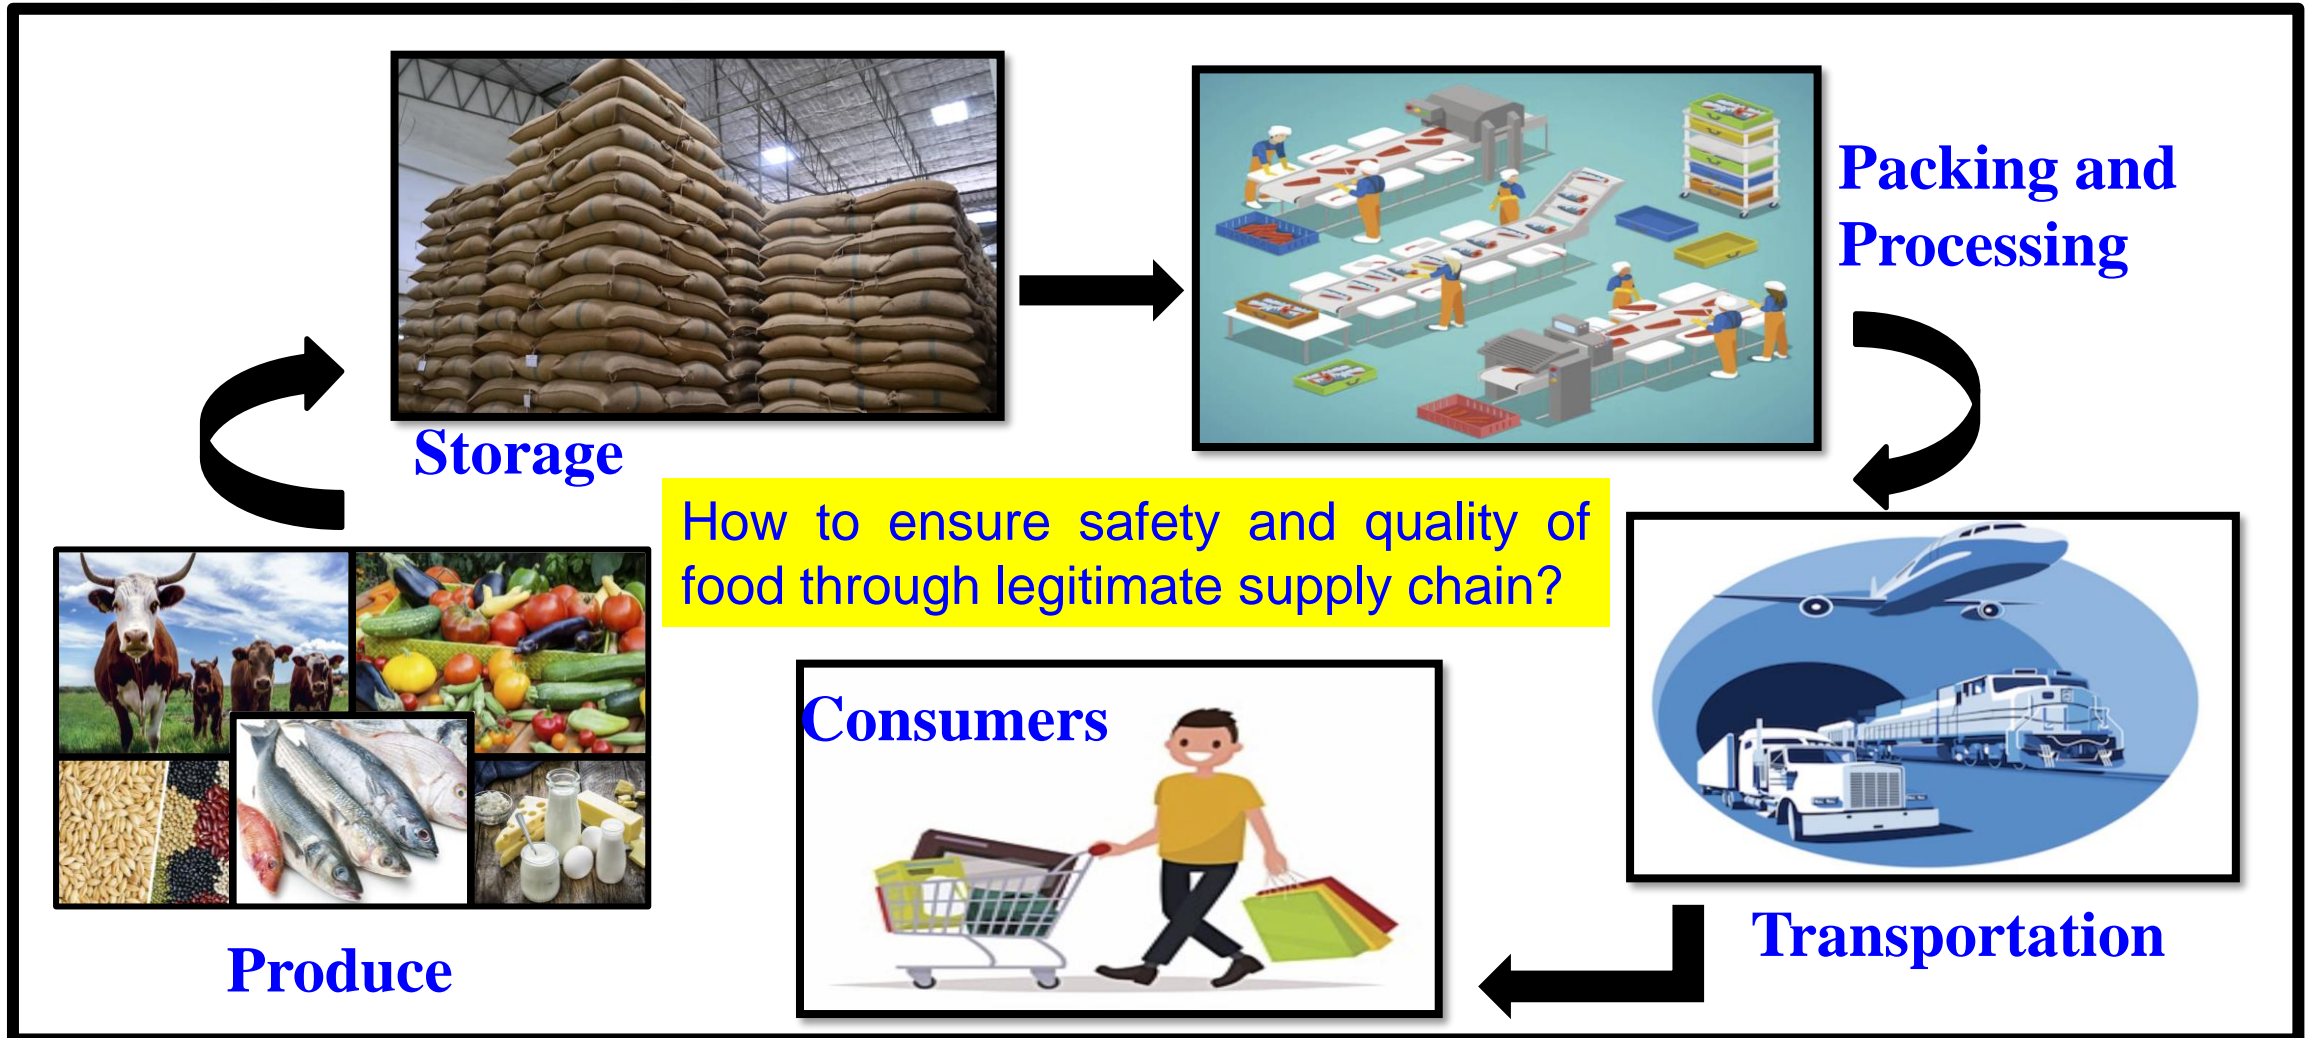 Packing and
Processing
Storage
How to ensure safety and quality of
food through legitimate supply chain?
Consumers
Transportation
Produce